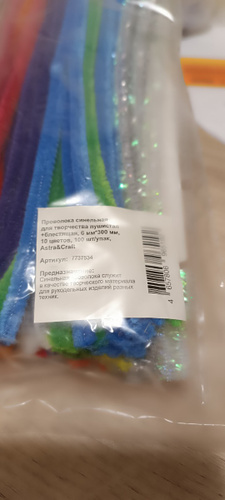 Проволока синельная
для творчества пушистая
+блестящая, 6 мм*300 мм,
10 цветов, 100 шт/упак,
Astra&Craft
Артикул:
Предназначение:
Синельная проволока служит
в качестве творческого материала
для рукодельных изделий разных
техник.